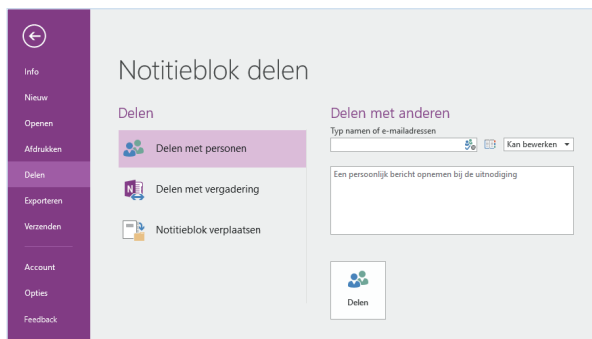 Info
Nieuw
Openen
Afdrukken
Delen
Exporteren
Verzenden
Account
Opties
Feedback
Notitieblok delen
Delen
Delen met personen
Delen met vergadering
Notitieblok verplaatsen
Delen met anderen
Typ namen of e-mailadressen
Kan bewerken
Een persoonlijk bericht opnemen bij de uitnodiging
Delen